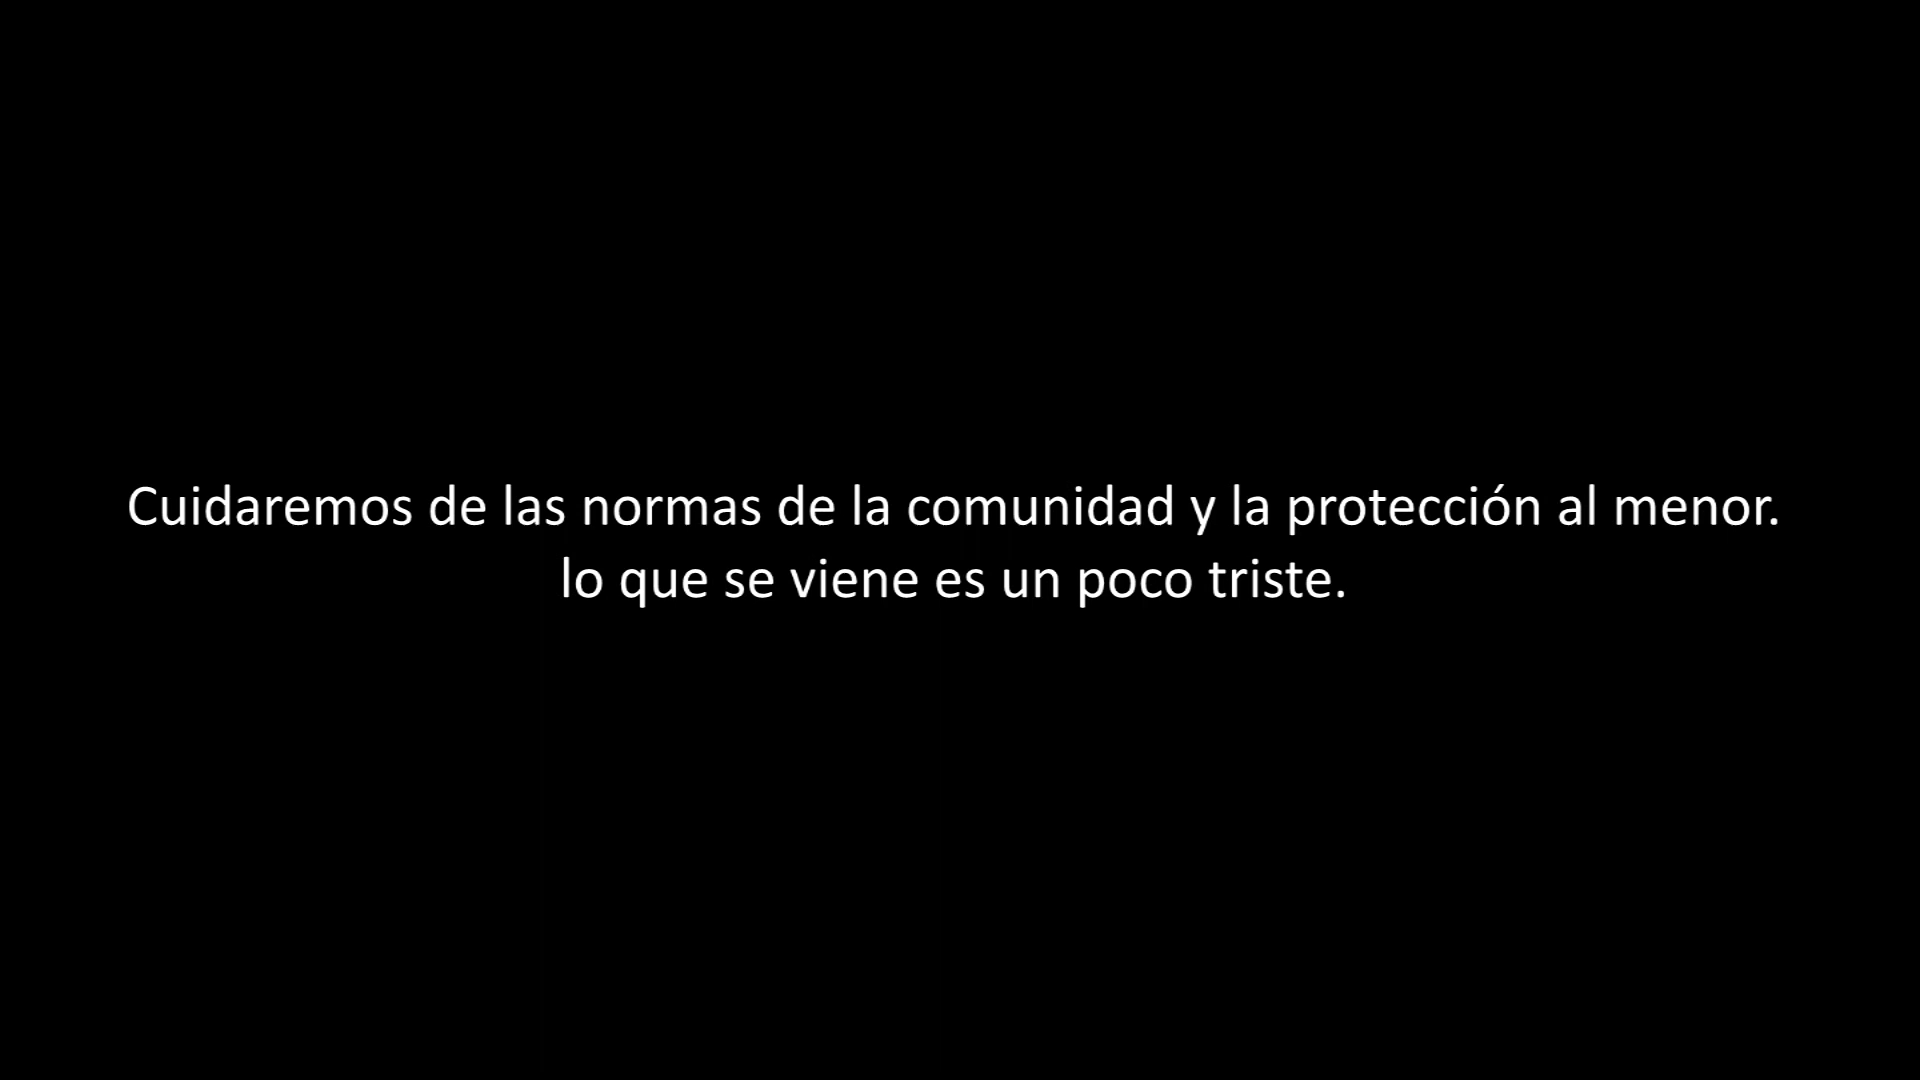 Cuidaremos de las normas de la comunidad y la protección al menor.
lo que se viene es un poco triste.